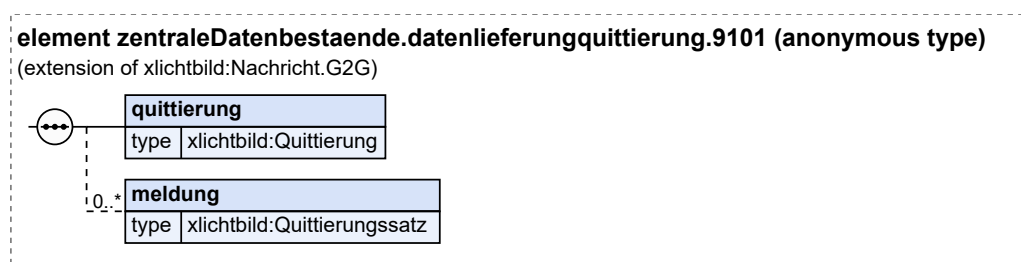 element zentraleDatenbestaende.datenlieferungquittierung.9101 (anonymous type)
(extension of xlichtbild:Nachricht.G2G)
quittierung
type xlichtbild:Quittierung
0..* meldung
type xlichtbild:Quittierungssatz